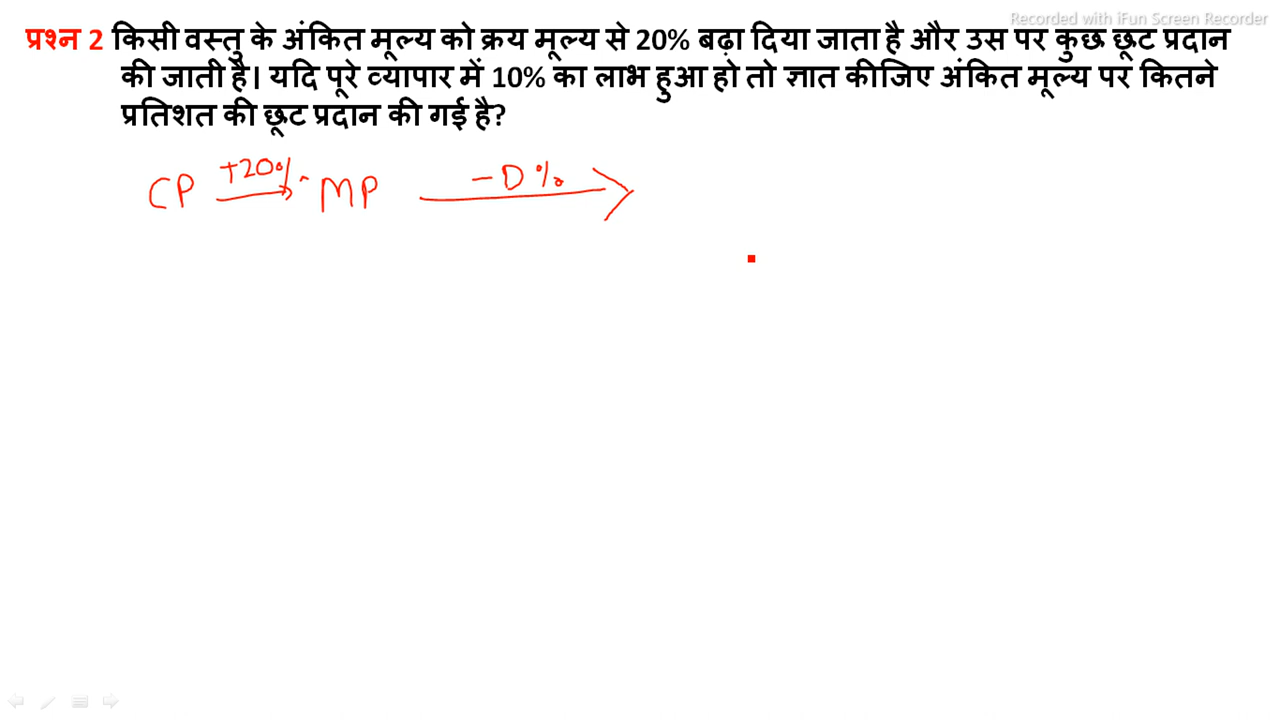 Recorded with iFun Screen Recorder
प्रश्न 2 किसी वस्तु के अंकित मूल्य को क्रय मूल्य से 20% बढ़ा दिया जाता है और उस पर कुछ छूट प्रदान
की जाती है। यदि पूरे व्यापार में 10% का लाभ हुआ हो तो ज्ञात कीजिए अंकित मूल्य पर कितने
प्रतिशत की छूट प्रदान की गई है?
CP +20% → MP -D% →